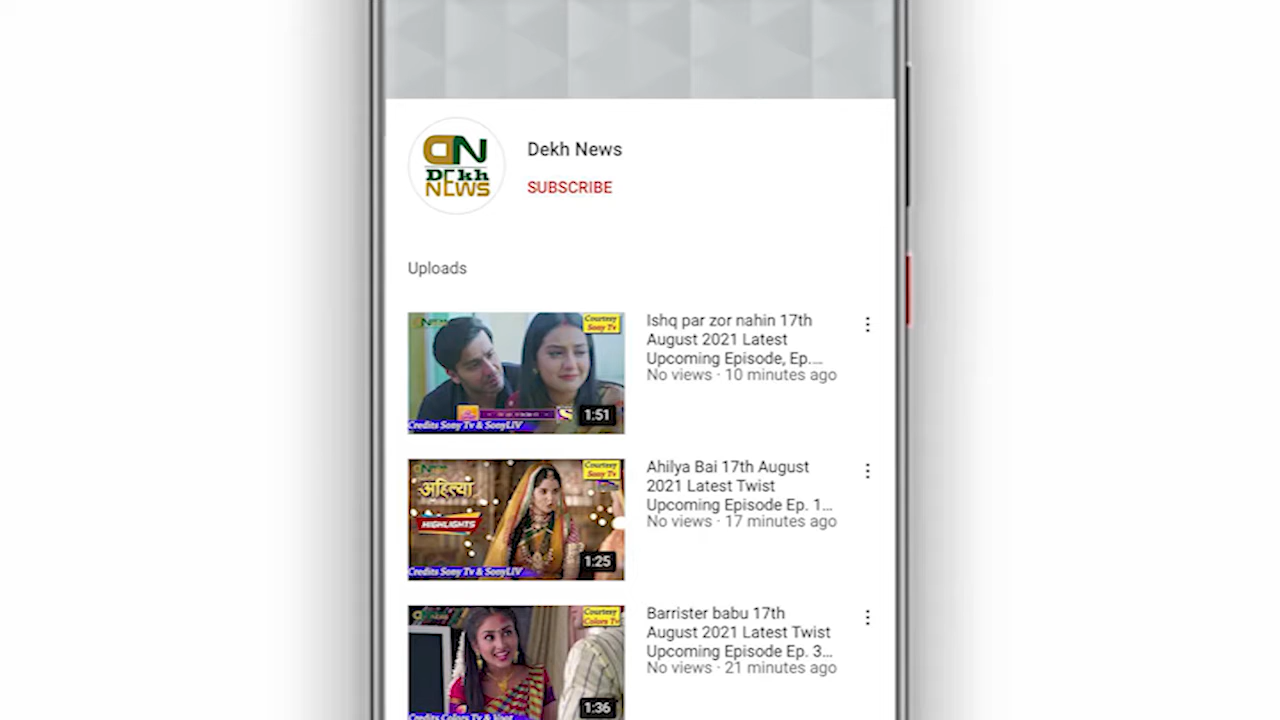 DN
Dekh
NEWS
Dekh News
SUBSCRIBE
Uploads
Courtesy
Sony Tv
Credits Sony Tv & SonyLIV
1:51
Ishq par zor nahin 17th
August 2021 Latest
Upcoming Episode, Ep....
No views · 10 minutes ago
Courtesy
Sony Tv
अहिल्या
HIGHLIGHTS
Credits Sony Tv & SonyLIV
1:25
Ahilya Bai 17th August
2021 Latest Twist
Upcoming Episode Ep. 1...
No views · 17 minutes ago
Courtesy
Colors Tv
Credits Colors Tv & Voot
1:36
Barrister babu 17th
August 2021 Latest Twist
Upcoming Episode Ep. 3...
No views · 21 minutes ago